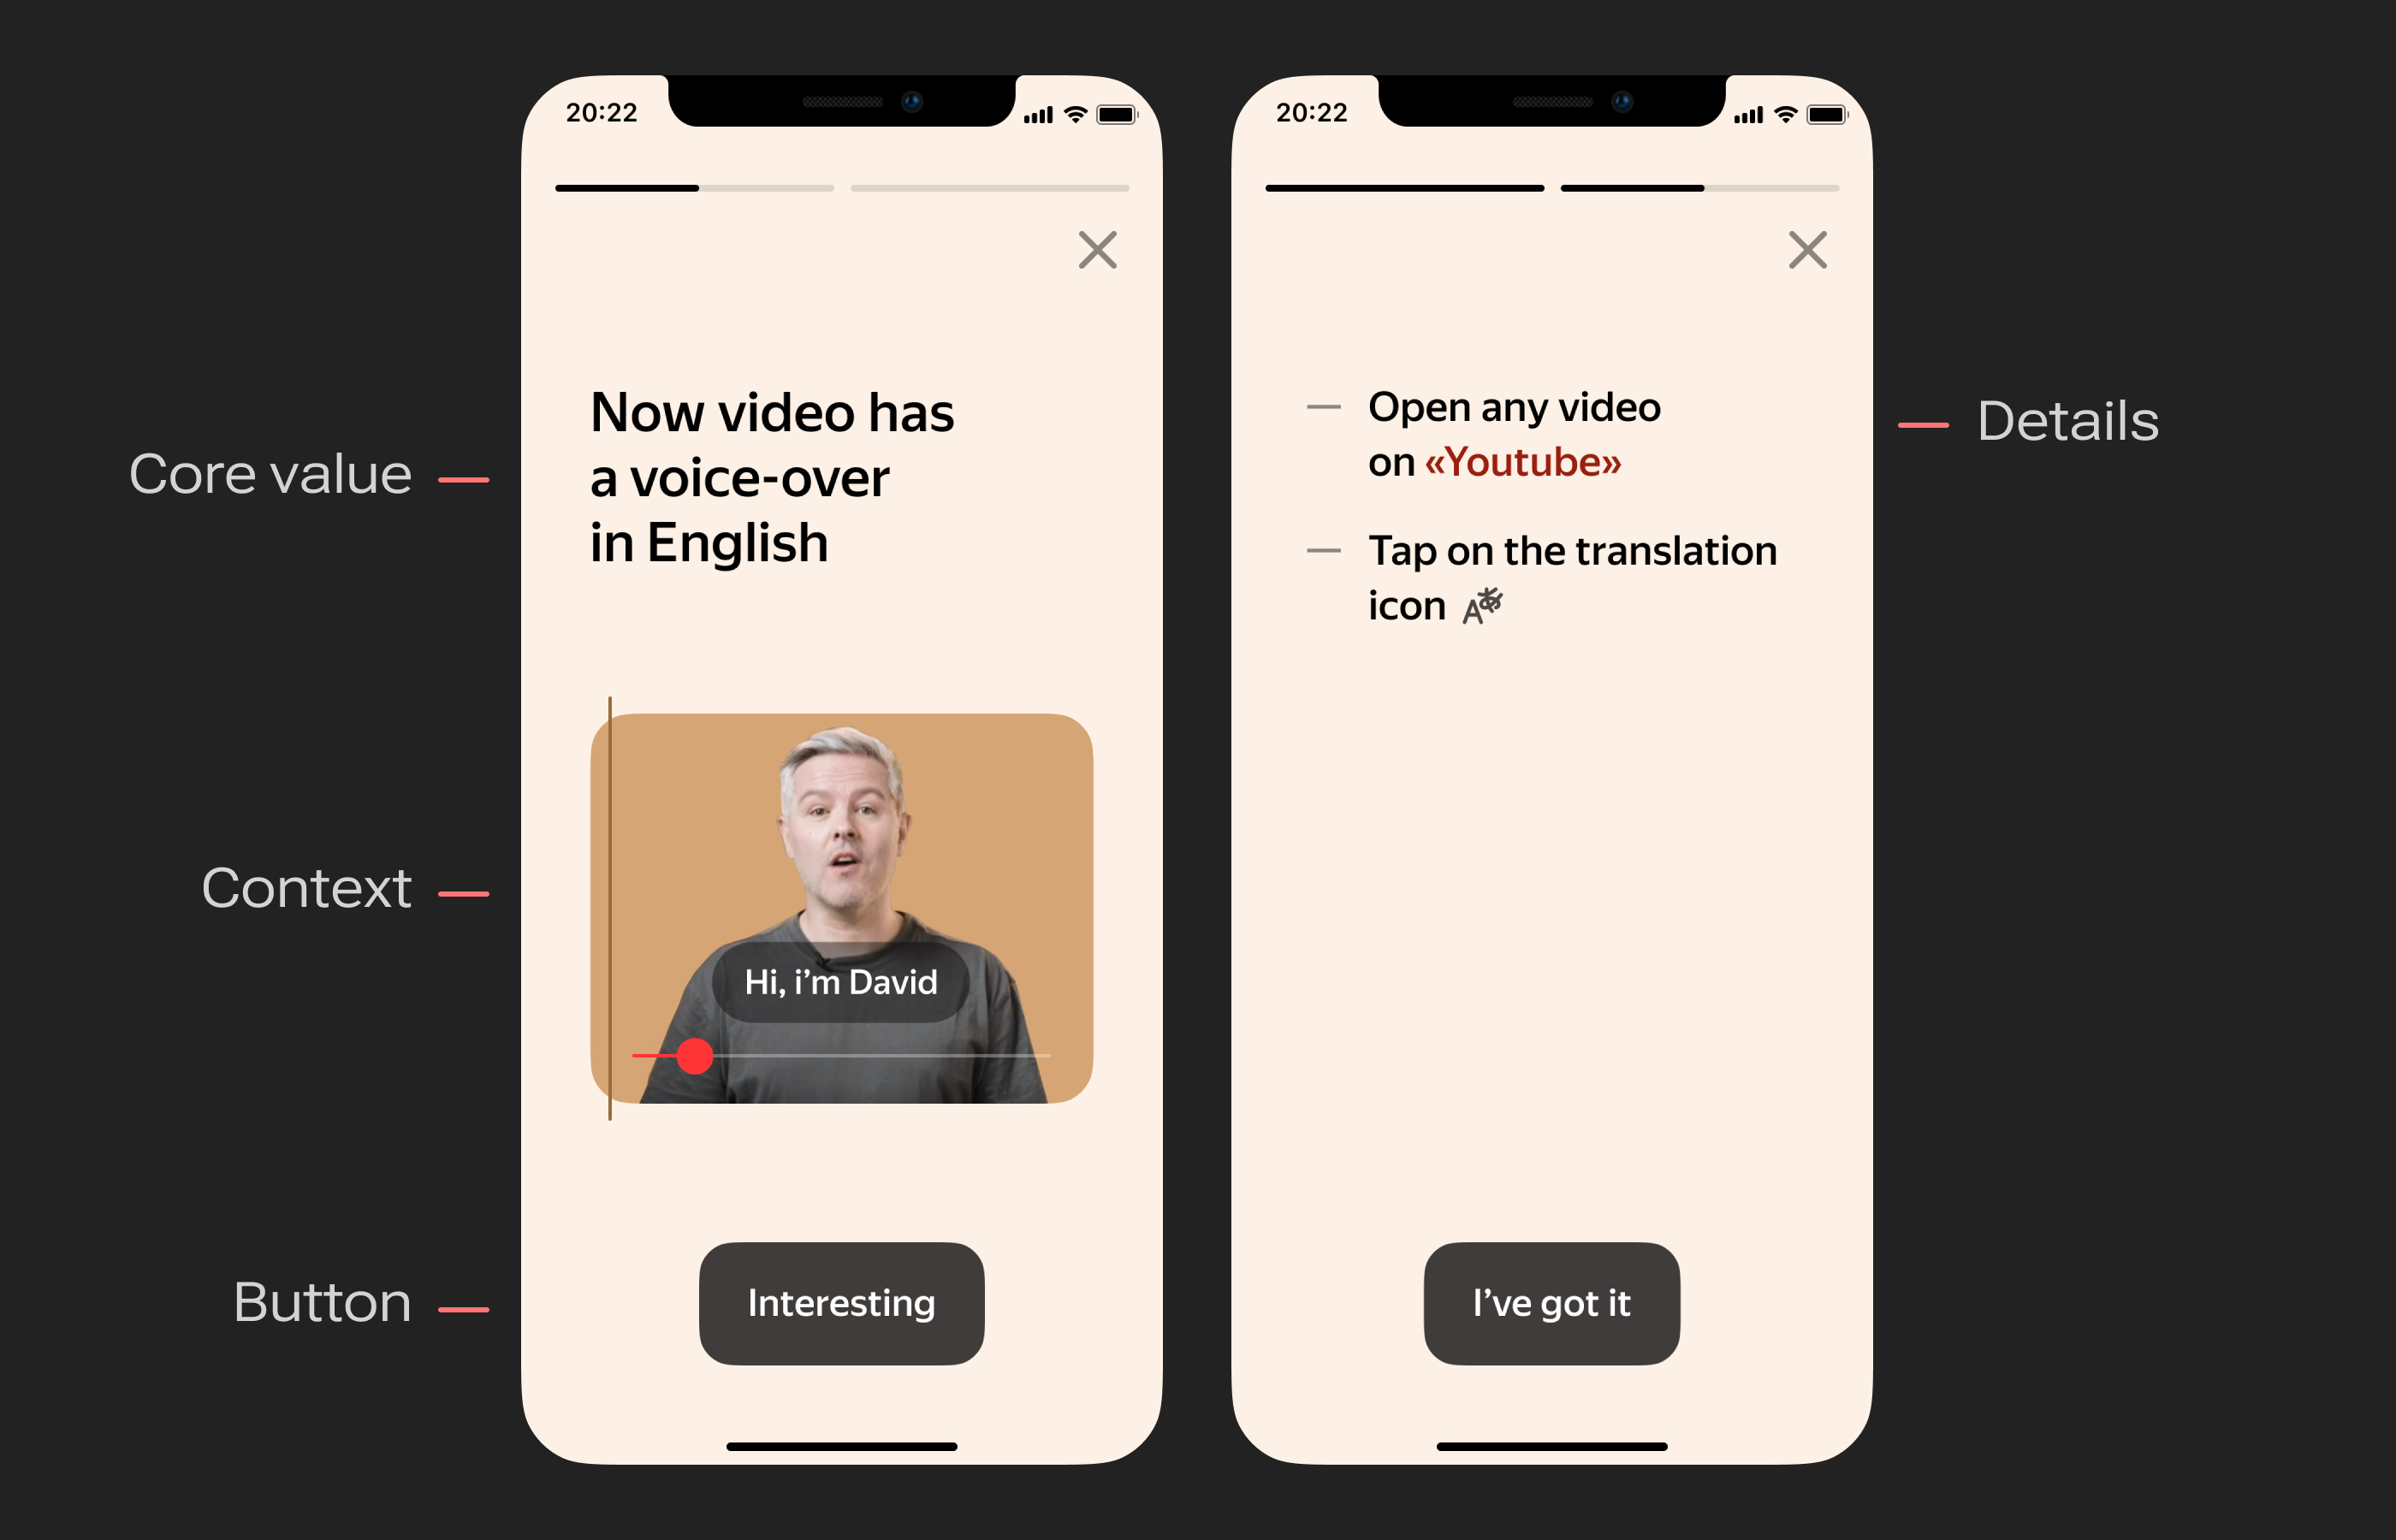 20:22
Now video has
a voice-over
in English
Hi, i’m David
Interesting
20:22
Open any video
on «Youtube»
Tap on the translation
icon
I’ve got it
Core value
Context
Button
Details